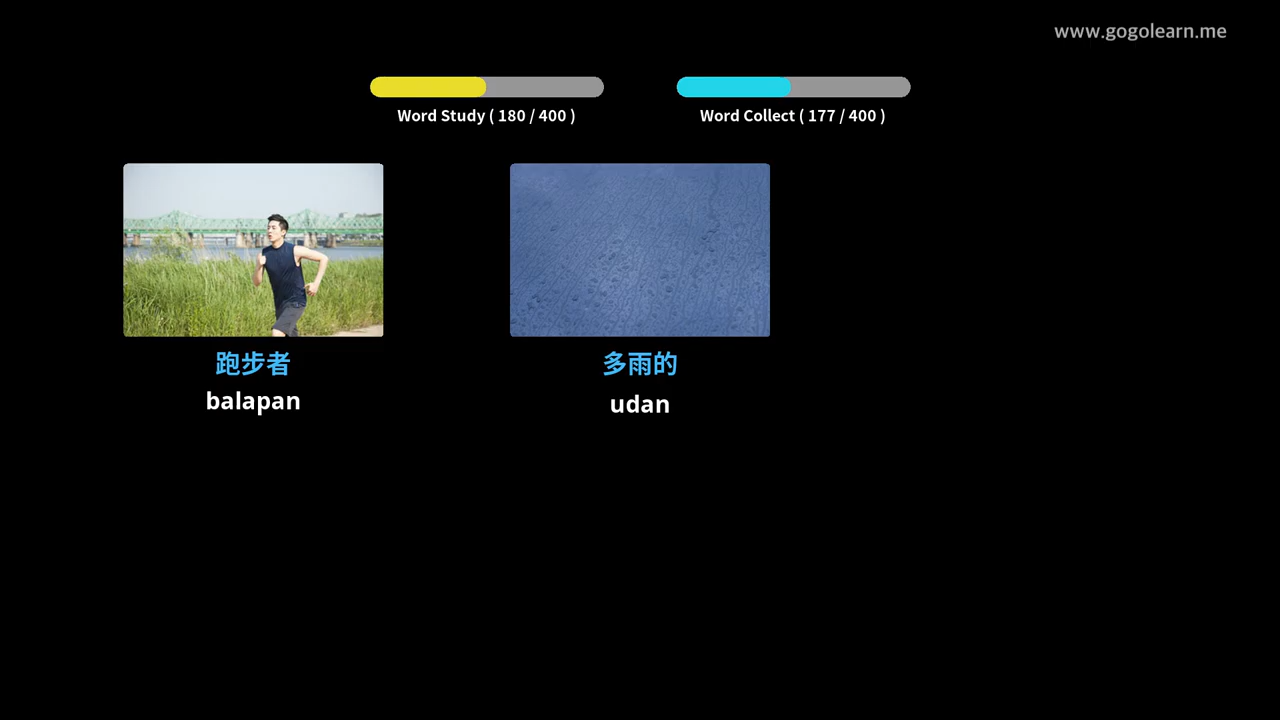 www.gogolearn.me
Word Study ( 180 / 400 )
Word Collect ( 177 / 400 )
跑步者
balapan
多雨的
udan